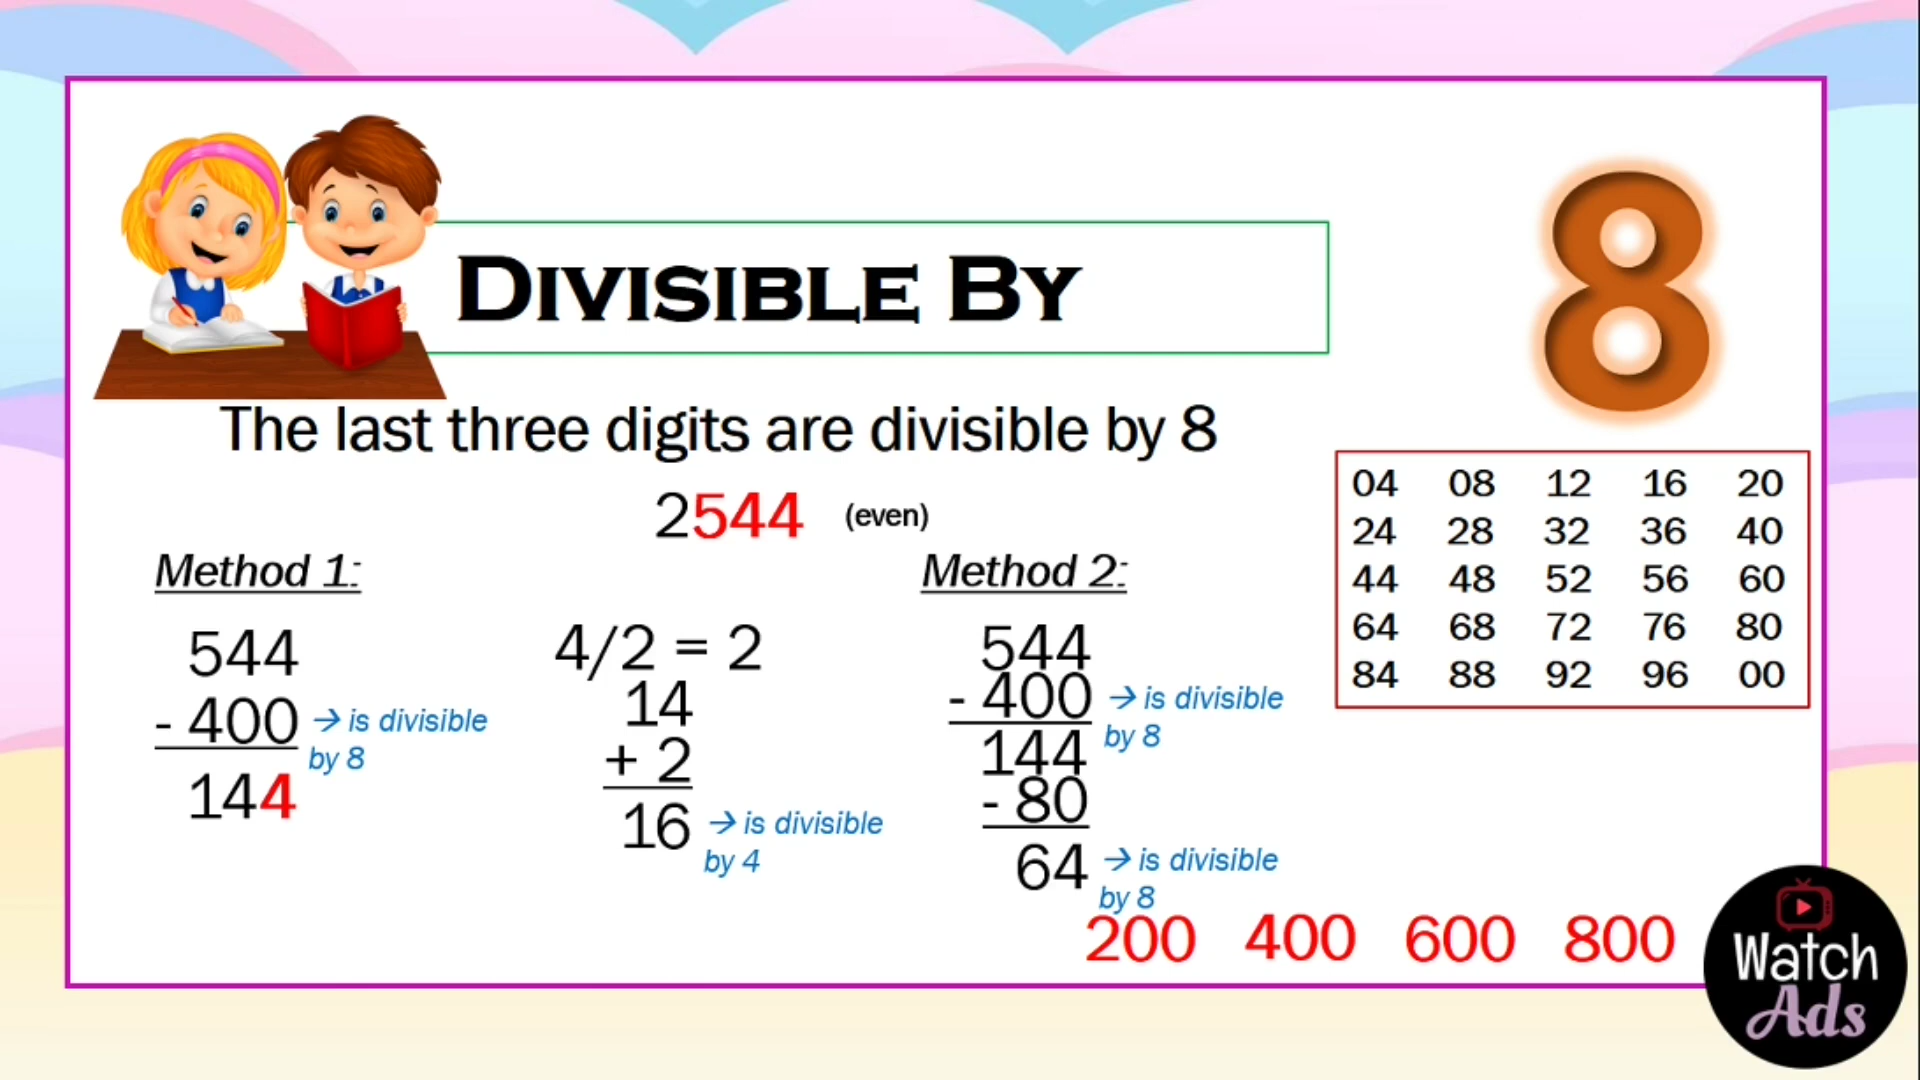 DIVISIBLE BY
8
The last three digits are divisible by 8
2544 (even)
Method 1:
544
- 400 → is divisible
by 8
144
4/2 = 2
14
+ 2
16 → is divisible
by 4
Method 2:
544
- 400 → is divisible
by 8
144
- 80
64 → is divisible
by 8
04 08 12 16 20
24 28 32 36 40
44 48 52 56 60
64 68 72 76 80
84 88 92 96 00
200 400 600 800
Watch
Ads